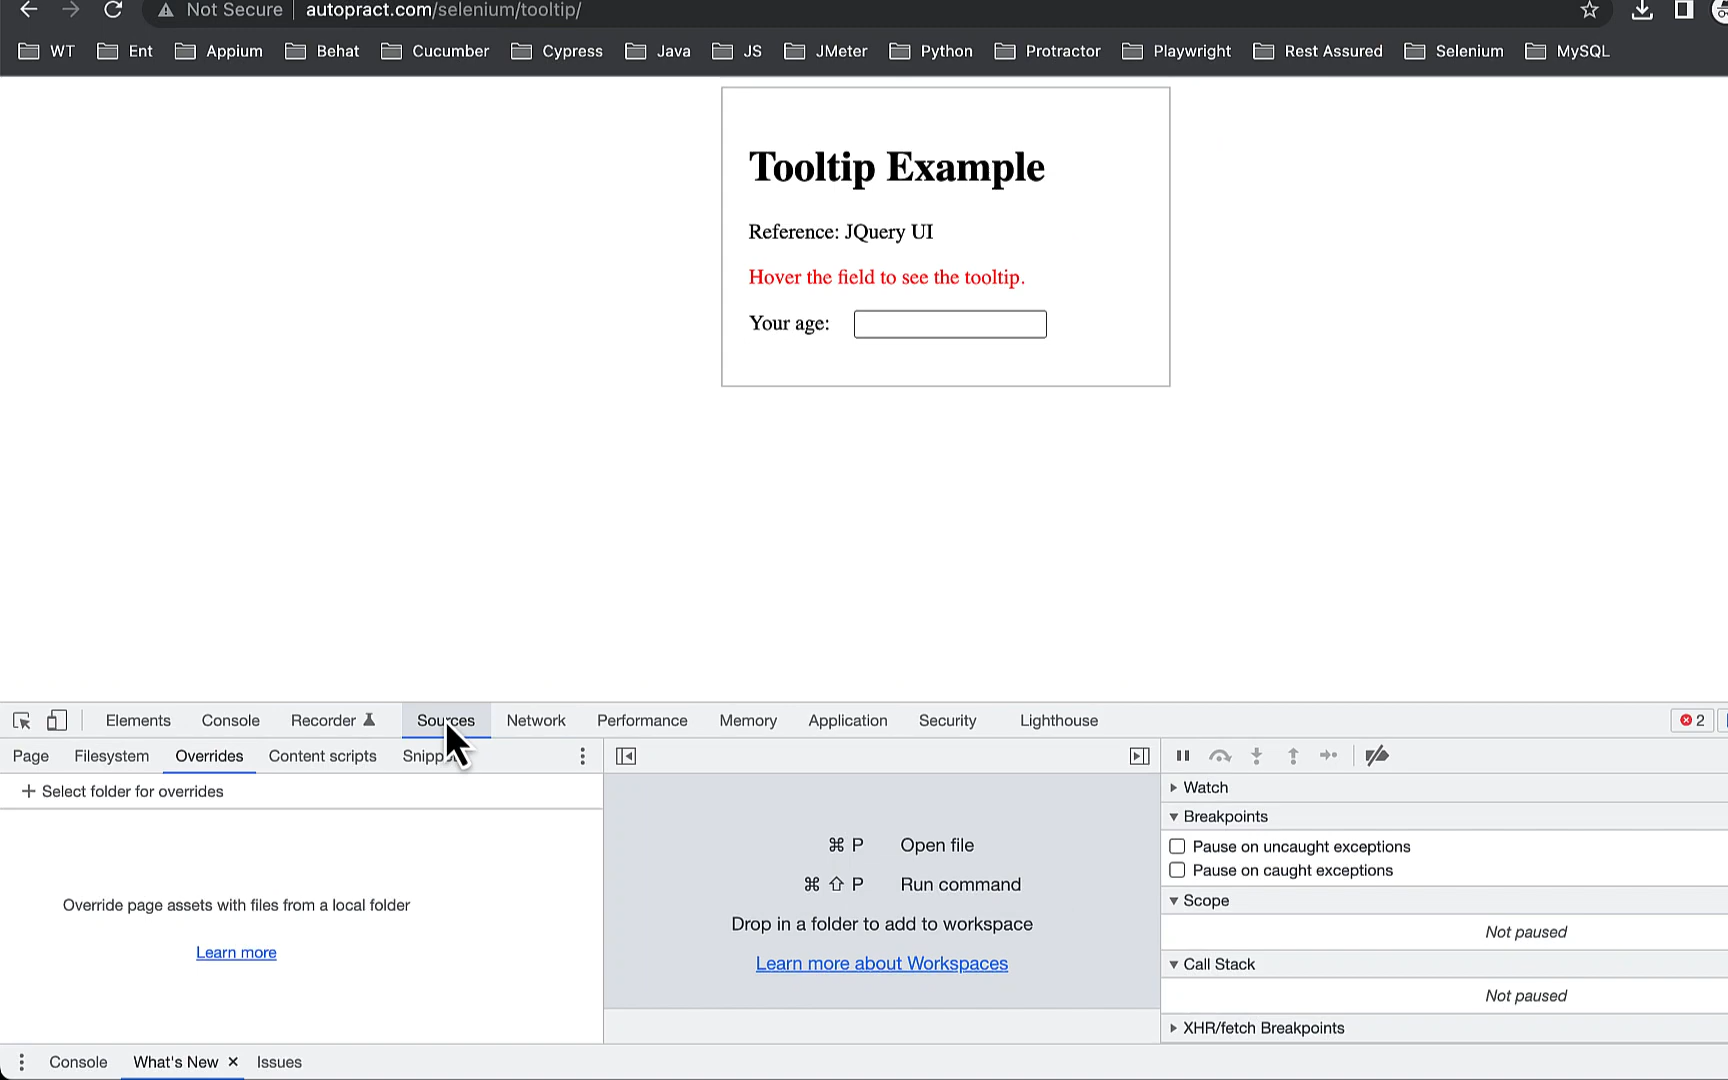 Not Secure autopract.com/selenium/tooltip/
WT Ent Appium Behat Cucumber Cypress Java JS JMeter Python Protractor Playwright Rest Assured Selenium MySQL
Tooltip Example
Reference: JQuery UI
Hover the field to see the tooltip.
Your age:
Elements Console Recorder Sources Network Performance Memory Application Security Lighthouse 2
Page Filesystem Overrides Content scripts
+ Select folder for overrides
Override page assets with files from a local folder
Learn more
⌘ P Open file
⌘ ⇧ P Run command
Drop in a folder to add to workspace
Learn more about Workspaces
Watch
Breakpoints
Pause on uncaught exceptions
Pause on caught exceptions
Scope
Not paused
Call Stack
Not paused
XHR/fetch Breakpoints
Console What's New × Issues